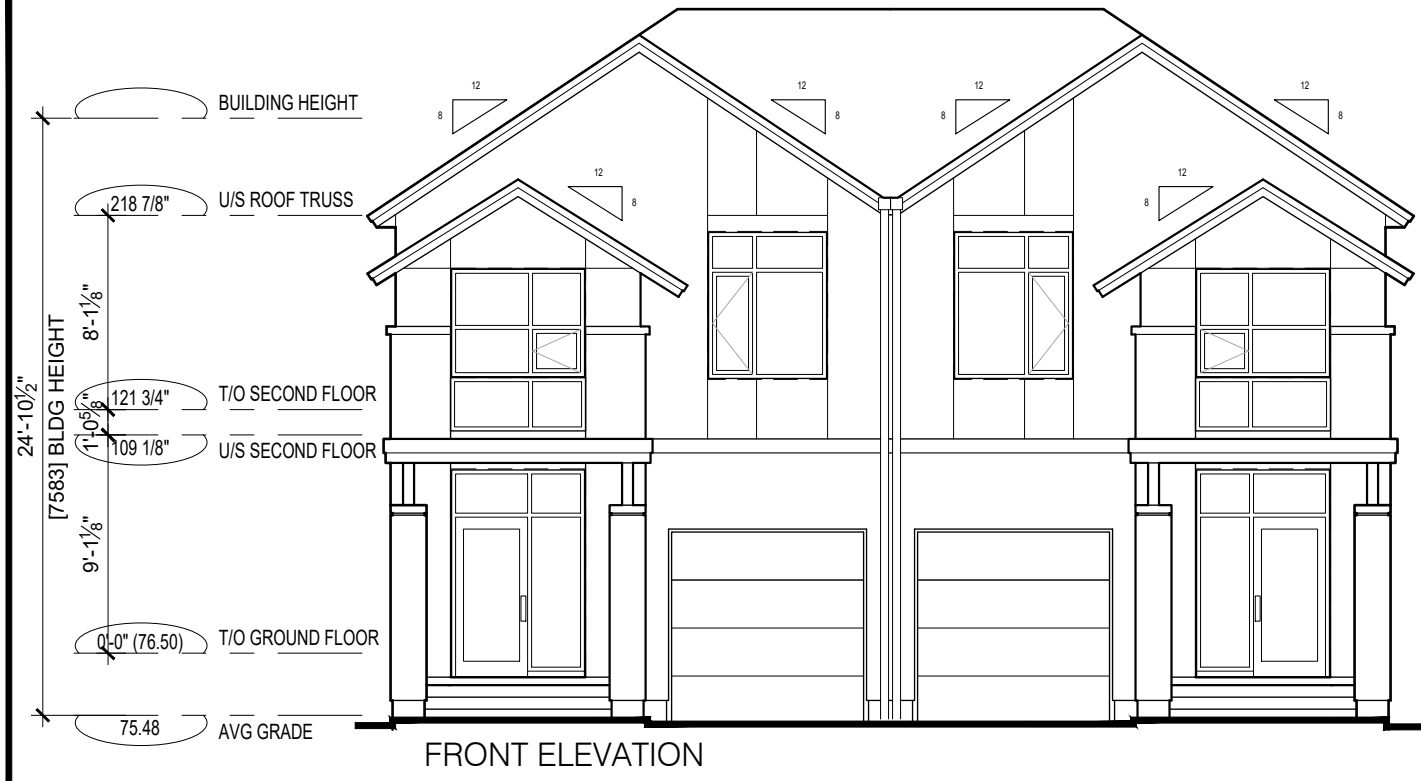 12 12 12 12
8 8 8 8
BUILDING HEIGHT
12 12
8 8
218 7/8" U/S ROOF TRUSS
8'-1⅛"
24'-10½"
[7583] BLDG HEIGHT
121 3/4" T/O SECOND FLOOR
1'-0⅝"
109 1/8" U/S SECOND FLOOR
9'-1⅛"
0'-0" (76.50) T/O GROUND FLOOR
75.48 AVG GRADE
FRONT ELEVATION